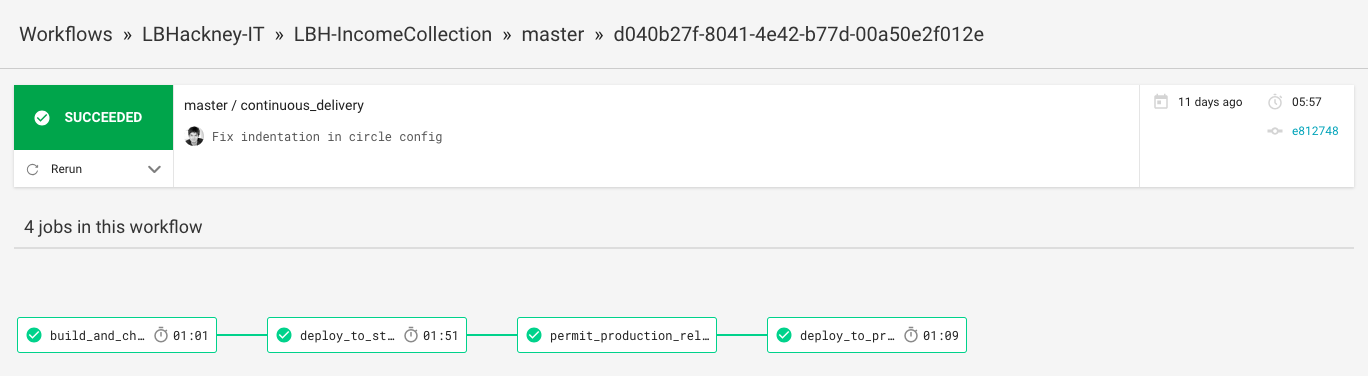 Workflows » LBHackney-IT » LBH-IncomeCollection » master » d040b27f-8041-4e42-b77d-00a50e2f012e
SUCCEEDED
master / continuous_delivery
11 days ago
05:57
Fix indentation in circle config
e812748
Rerun
4 jobs in this workflow
build_and_ch… 01:01
deploy_to_st… 01:51
permit_production_rel…
deploy_to_pr… 01:09